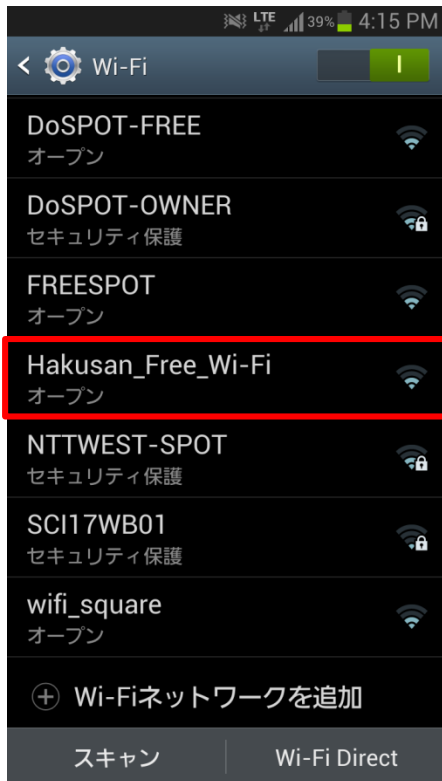 LTE 39% 4:15 PM
Wi-Fi
DoSPOT-FREE
オープン
DoSPOT-OWNER
セキュリティ保護
FREESPOT
オープン
Hakusan_Free_Wi-Fi
オープン
NTTWEST-SPOT
セキュリティ保護
SCI17WB01
セキュリティ保護
wifi_square
オープン
Wi-Fiネットワークを追加
スキャン Wi-Fi Direct